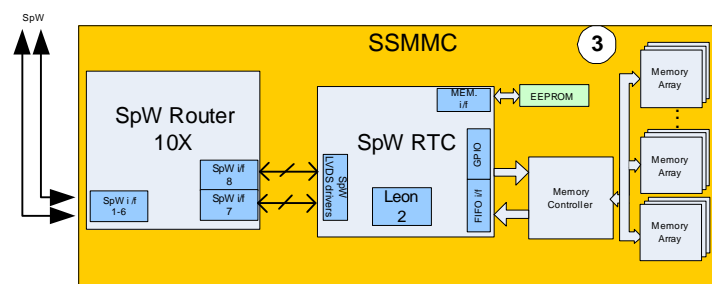 SpW
SSMMC
3
SpW Router
10X
SpW i/f
8
SpW i/f
7
SpW i /f
1-6
SpW RTC
MEM.
i/f
EEPROM
SpW
LVDS drivers
Leon
2
GPIO
FIFO i/f
Memory
Controller
Memory
Array
Memory
Array
Memory
Array